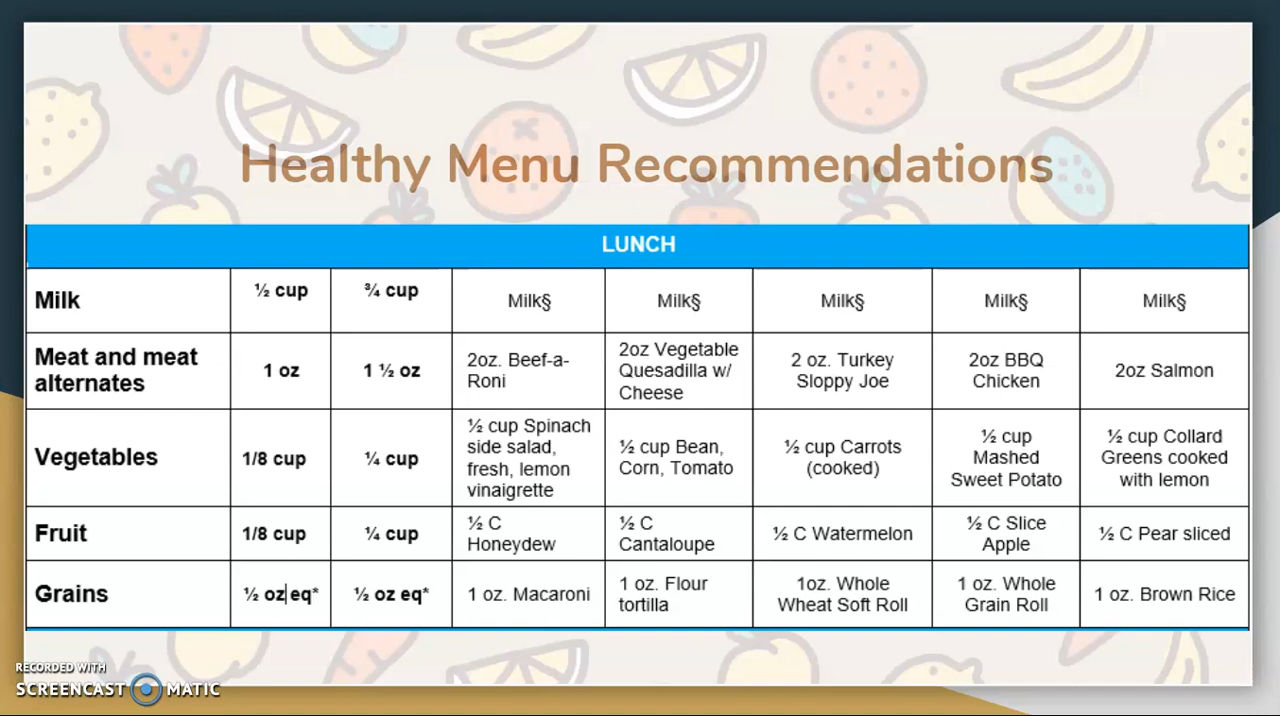 Healthy Menu Recommendations
LUNCH
Milk
½ cup
¾ cup
Milk§
Milk§
Milk§
Milk§
Milk§
Meat and meat
alternates
1 oz
1 ½ oz
2oz. Beef-a-
Roni
2oz Vegetable
Quesadilla w/
Cheese
2 oz. Turkey
Sloppy Joe
2oz BBQ
Chicken
2oz Salmon
Vegetables
1/8 cup
¼ cup
½ cup Spinach
side salad,
fresh, lemon
vinaigrette
½ cup Bean,
Corn, Tomato
½ cup Carrots
(cooked)
½ cup
Mashed
Sweet Potato
½ cup Collard
Greens cooked
with lemon
Fruit
1/8 cup
¼ cup
½ C
Honeydew
½ C
Cantaloupe
½ C Watermelon
½ C Slice
Apple
½ C Pear sliced
Grains
½ oz eq*
½ oz eq*
1 oz. Macaroni
1 oz. Flour
tortilla
1oz. Whole
Wheat Soft Roll
1 oz. Whole
Grain Roll
1 oz. Brown Rice
RECORDED WITH
SCREENCAST MATIC